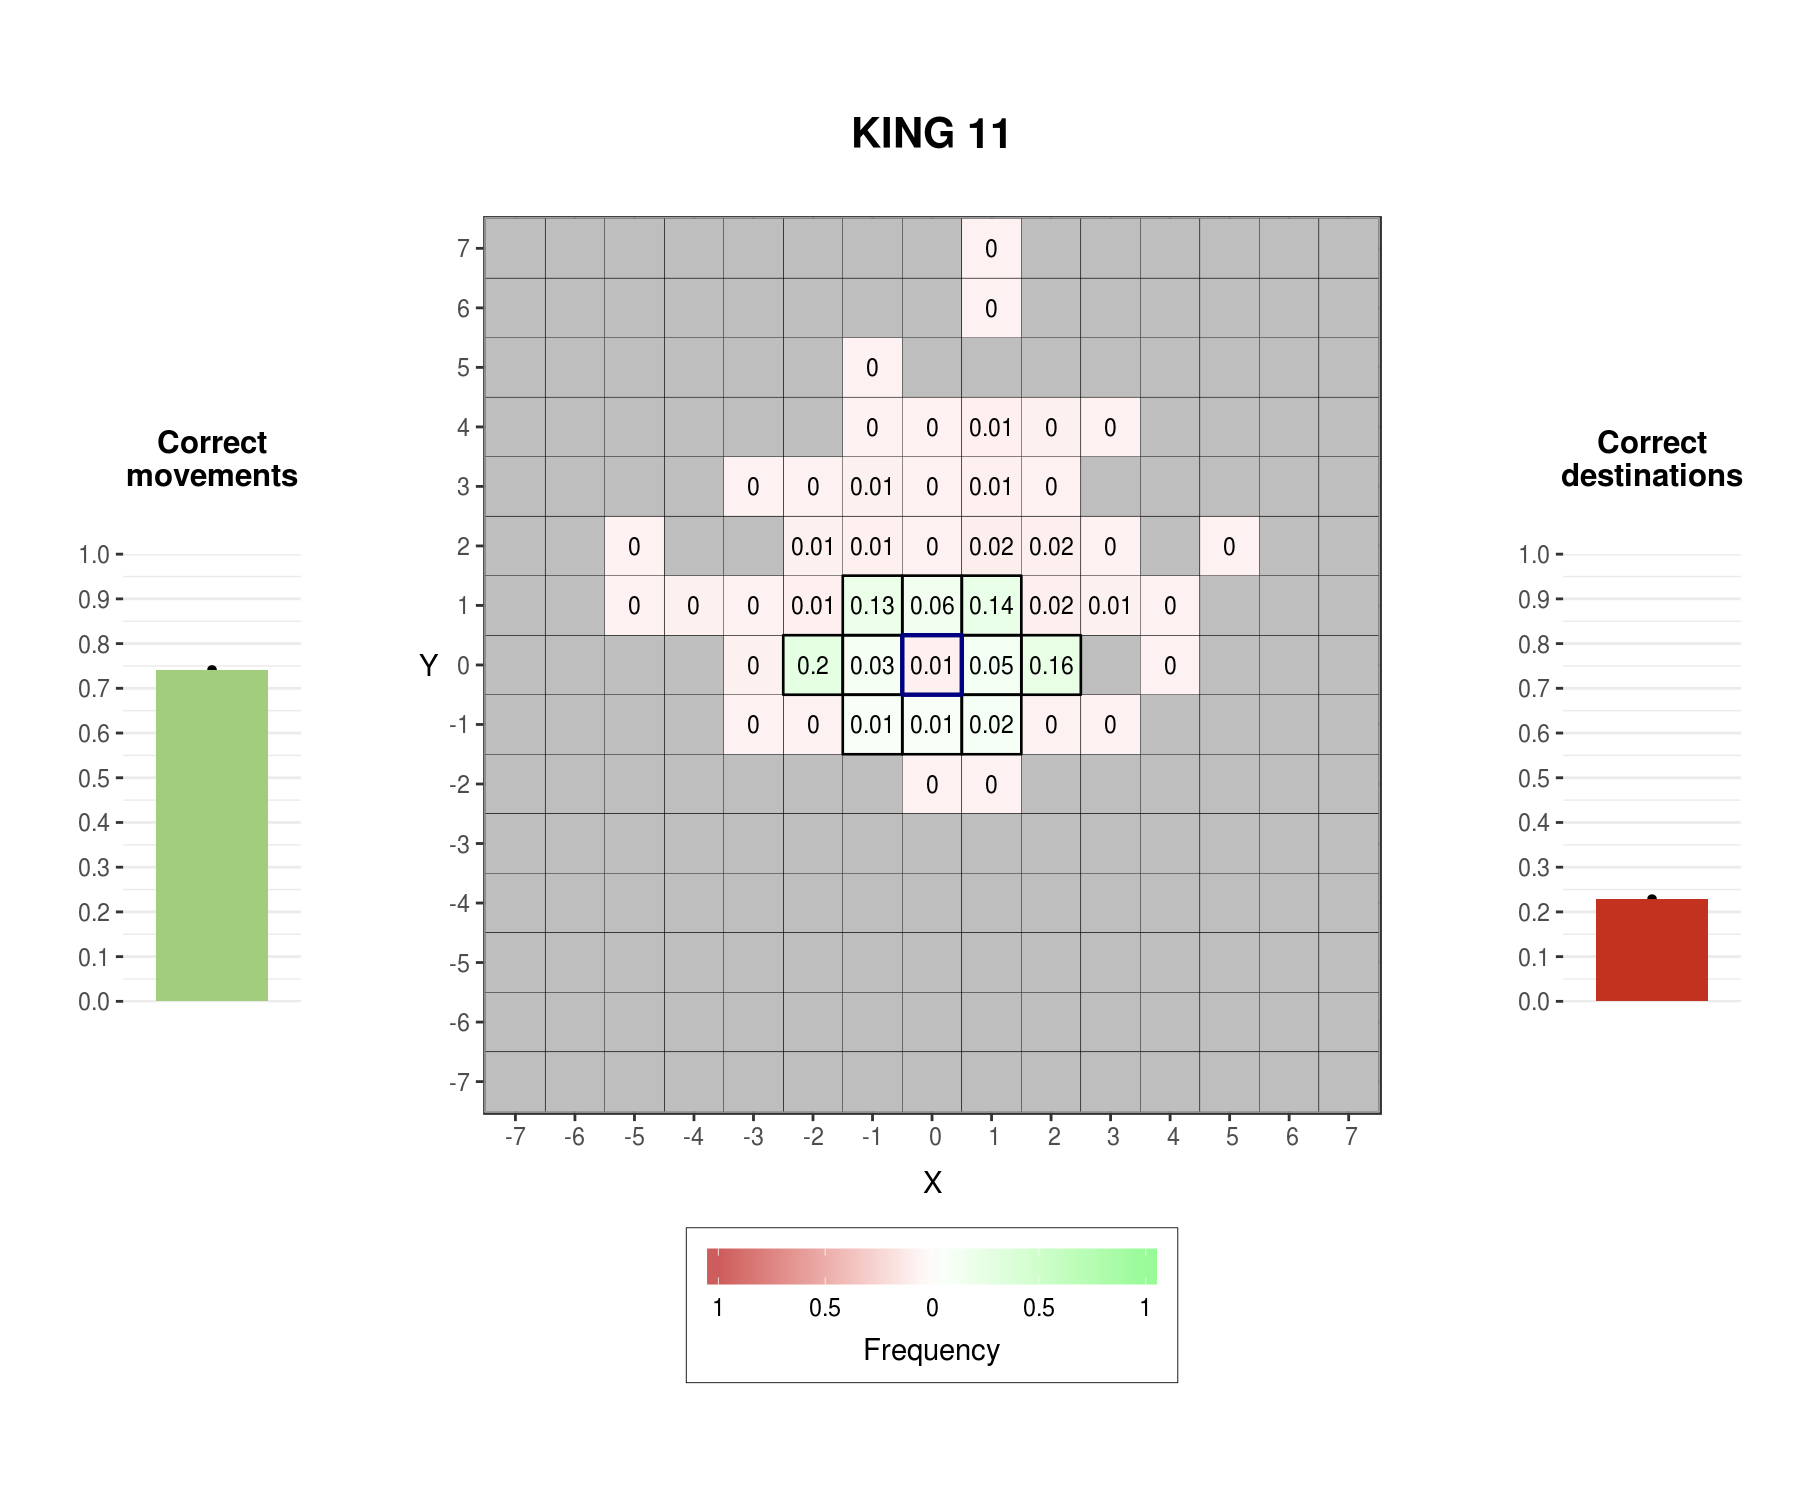 KING 11
Correct
movements
1.0
0.9
0.8
0.7
0.6
0.5
0.4
0.3
0.2
0.1
0.0
Y
7 0
6 0
5 0
4 0 0 0.01 0 0
3 0 0 0.01 0 0.01 0
2 0 0.01 0.01 0 0.02 0.02 0 0
1 0 0 0 0.01 0.13 0.06 0.14 0.02 0.01 0
0 0 0.2 0.03 0.01 0.05 0.16 0
-1 0 0 0.01 0.01 0.02 0 0
-2 0 0
-3
-4
-5
-6
-7
-7 -6 -5 -4 -3 -2 -1 0 1 2 3 4 5 6 7
X
1 0.5 0 0.5 1
Frequency
Correct
destinations
1.0
0.9
0.8
0.7
0.6
0.5
0.4
0.3
0.2
0.1
0.0